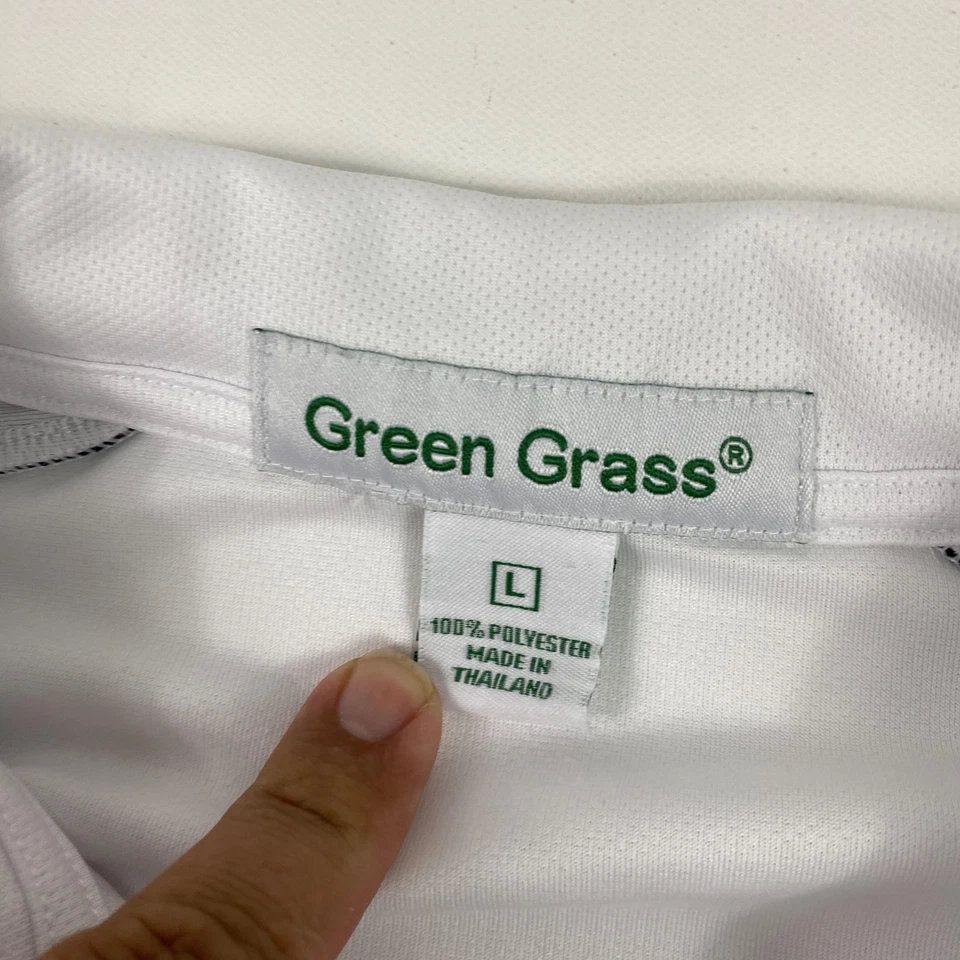 Green Grass®
L
100% POLYESTER
MADE IN
THAILAND